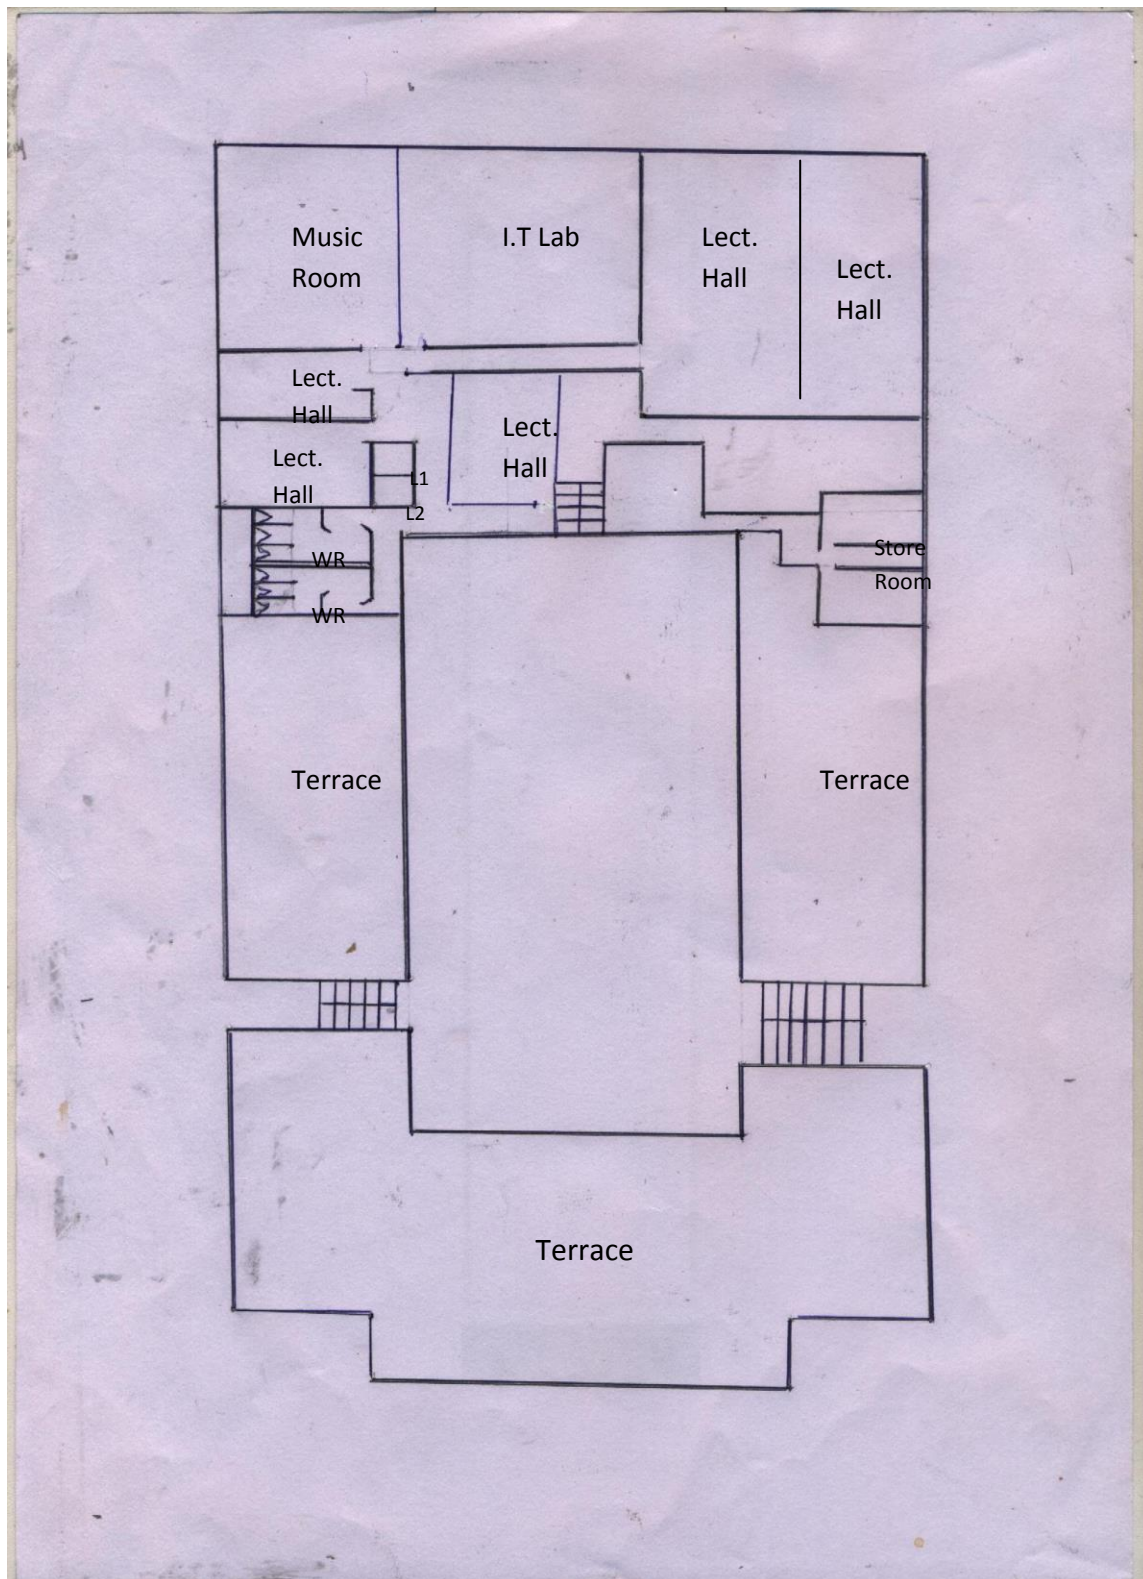 Music
Room
I.T Lab
Lect.
Hall
Lect.
Hall
Lect.
Hall
Lect.
Hall
Lect.
Hall
L1
L2
WR
WR
Store
Room
Terrace
Terrace
Terrace